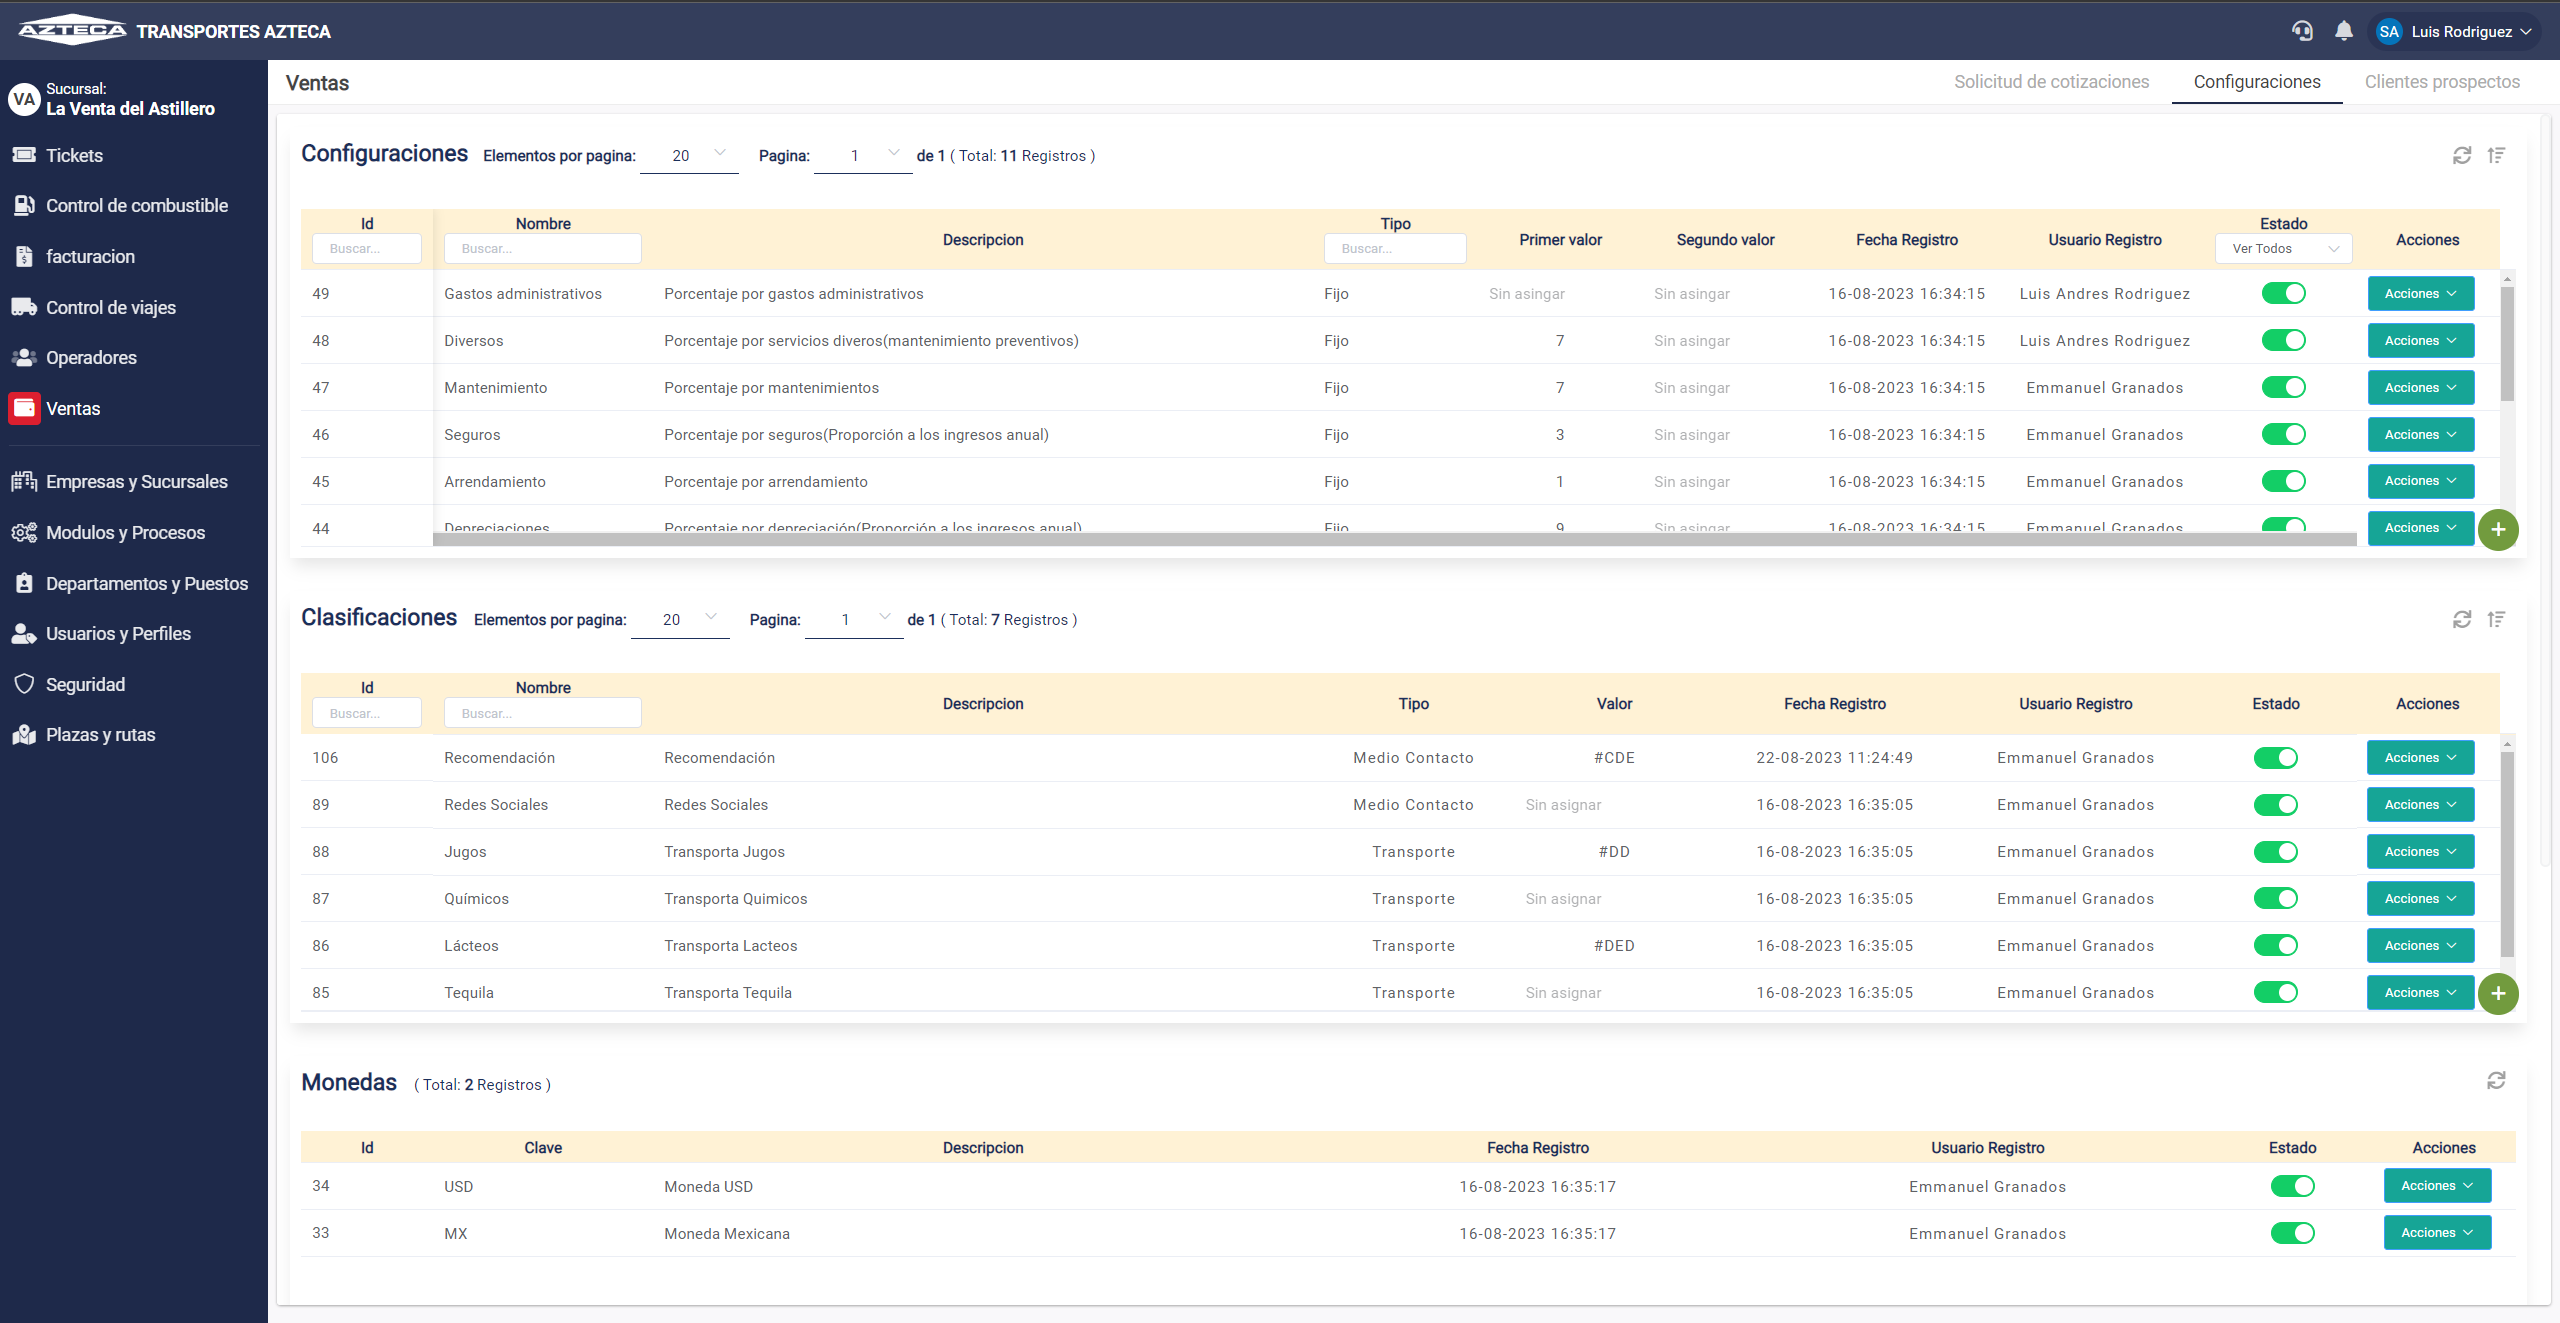 AZTECA TRANSPORTES AZTECA
SA Luis Rodriguez
VA Sucursal:
La Venta del Astillero
Tickets
Control de combustible
facturacion
Control de viajes
Operadores
Ventas
Empresas y Sucursales
Modulos y Procesos
Departamentos y Puestos
Usuarios y Perfiles
Seguridad
Plazas y rutas
Ventas
Solicitud de cotizaciones Configuraciones Clientes prospectos
Configuraciones Elementos por pagina: 20 Pagina: 1 de 1 ( Total: 11 Registros )
Id Nombre Descripcion Tipo Primer valor Segundo valor Fecha Registro Usuario Registro Estado Acciones
Buscar... Buscar... Buscar... Ver Todos
49 Gastos administrativos Porcentaje por gastos administrativos Fijo Sin asingar Sin asingar 16-08-2023 16:34:15 Luis Andres Rodriguez Acciones
48 Diversos Porcentaje por servicios diveros(mantenimiento preventivos) Fijo 7 Sin asingar 16-08-2023 16:34:15 Luis Andres Rodriguez Acciones
47 Mantenimiento Porcentaje por mantenimientos Fijo 7 Sin asingar 16-08-2023 16:34:15 Emmanuel Granados Acciones
46 Seguros Porcentaje por seguros(Proporción a los ingresos anual) Fijo 3 Sin asingar 16-08-2023 16:34:15 Emmanuel Granados Acciones
45 Arrendamiento Porcentaje por arrendamiento Fijo 1 Sin asingar 16-08-2023 16:34:15 Emmanuel Granados Acciones
44 Depreciaciones Porcentaje por depreciación(Proporción a los ingresos anual) Fijo 9 Sin asingar 16-08-2023 16:34:15 Emmanuel Granados Acciones +
Clasificaciones Elementos por pagina: 20 Pagina: 1 de 1 ( Total: 7 Registros )
Id Nombre Descripcion Tipo Valor Fecha Registro Usuario Registro Estado Acciones
Buscar... Buscar...
106 Recomendación Recomendación Medio Contacto #CDE 22-08-2023 11:24:49 Emmanuel Granados Acciones
89 Redes Sociales Redes Sociales Medio Contacto Sin asignar 16-08-2023 16:35:05 Emmanuel Granados Acciones
88 Jugos Transporta Jugos Transporte #DD 16-08-2023 16:35:05 Emmanuel Granados Acciones
87 Químicos Transporta Quimicos Transporte Sin asignar 16-08-2023 16:35:05 Emmanuel Granados Acciones
86 Lácteos Transporta Lacteos Transporte #DED 16-08-2023 16:35:05 Emmanuel Granados Acciones
85 Tequila Transporta Tequila Transporte Sin asignar 16-08-2023 16:35:05 Emmanuel Granados Acciones +
Monedas ( Total: 2 Registros )
Id Clave Descripcion Fecha Registro Usuario Registro Estado Acciones
34 USD Moneda USD 16-08-2023 16:35:17 Emmanuel Granados Acciones
33 MX Moneda Mexicana 16-08-2023 16:35:17 Emmanuel Granados Acciones